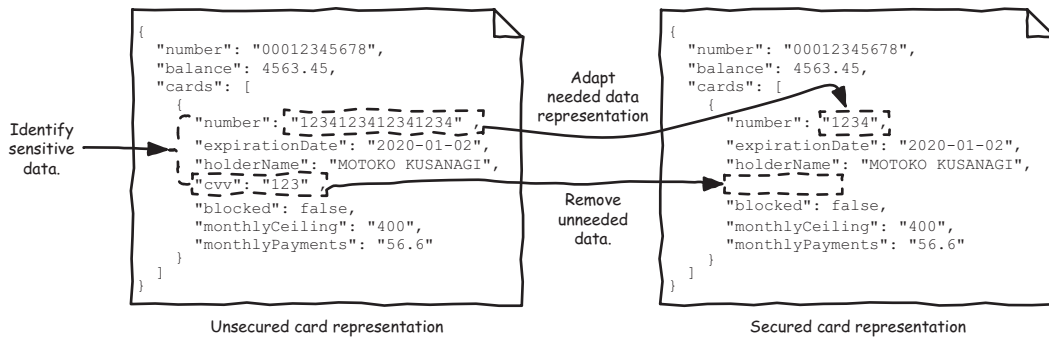 Identify
sensitive
data.
{
"number": "00012345678",
"balance": 4563.45,
"cards": [
{
"number": "1234123412341234" ,
"expirationDate": "2020-01-02",
"holderName": "MOTOKO KUSANAGI",
"cvv": "123" ,
"blocked": false,
"monthlyCeiling": "400",
"monthlyPayments": "56.6"
}
]
}
Unsecured card representation
Adapt
needed data
representation
Remove
unneeded
data.
{
"number": "00012345678",
"balance": 4563.45,
"cards": [
{
"number": "1234",
"expirationDate": "2020-01-02",
"holderName": "MOTOKO KUSANAGI",
"blocked": false,
"monthlyCeiling": "400",
"monthlyPayments": "56.6"
}
]
}
Secured card representation